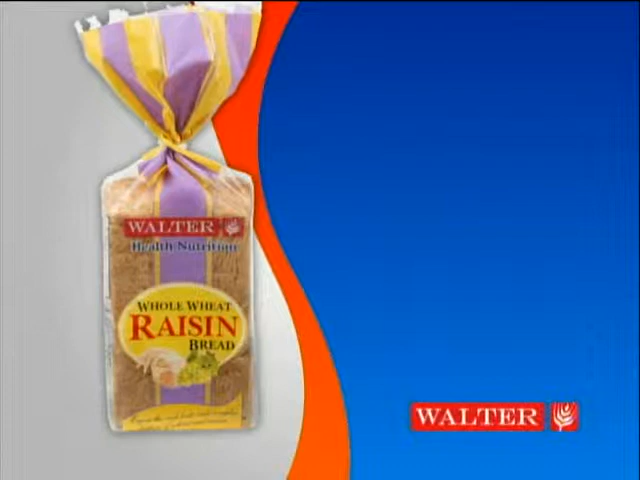 WALTER
Health Nutrition
WHOLE WHEAT
RAISIN
BREAD
WALTER